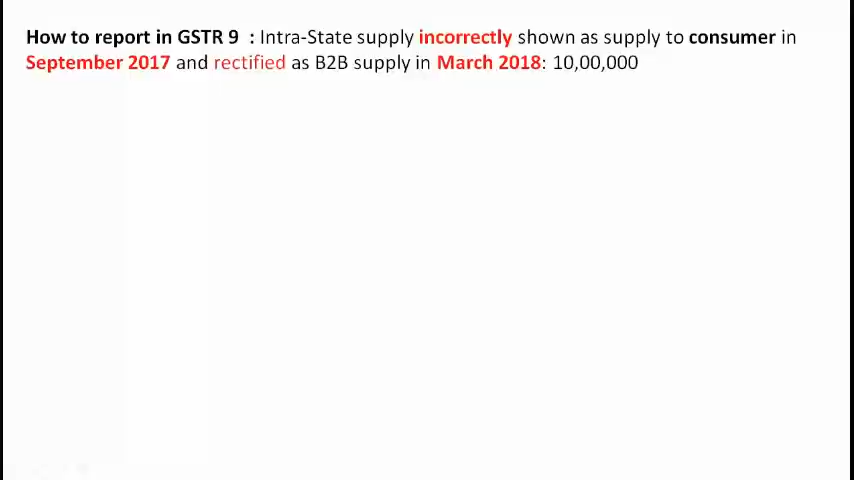 How to report in GSTR 9 : Intra-State supply incorrectly shown as supply to consumer in
September 2017 and rectified as B2B supply in March 2018: 10,00,000